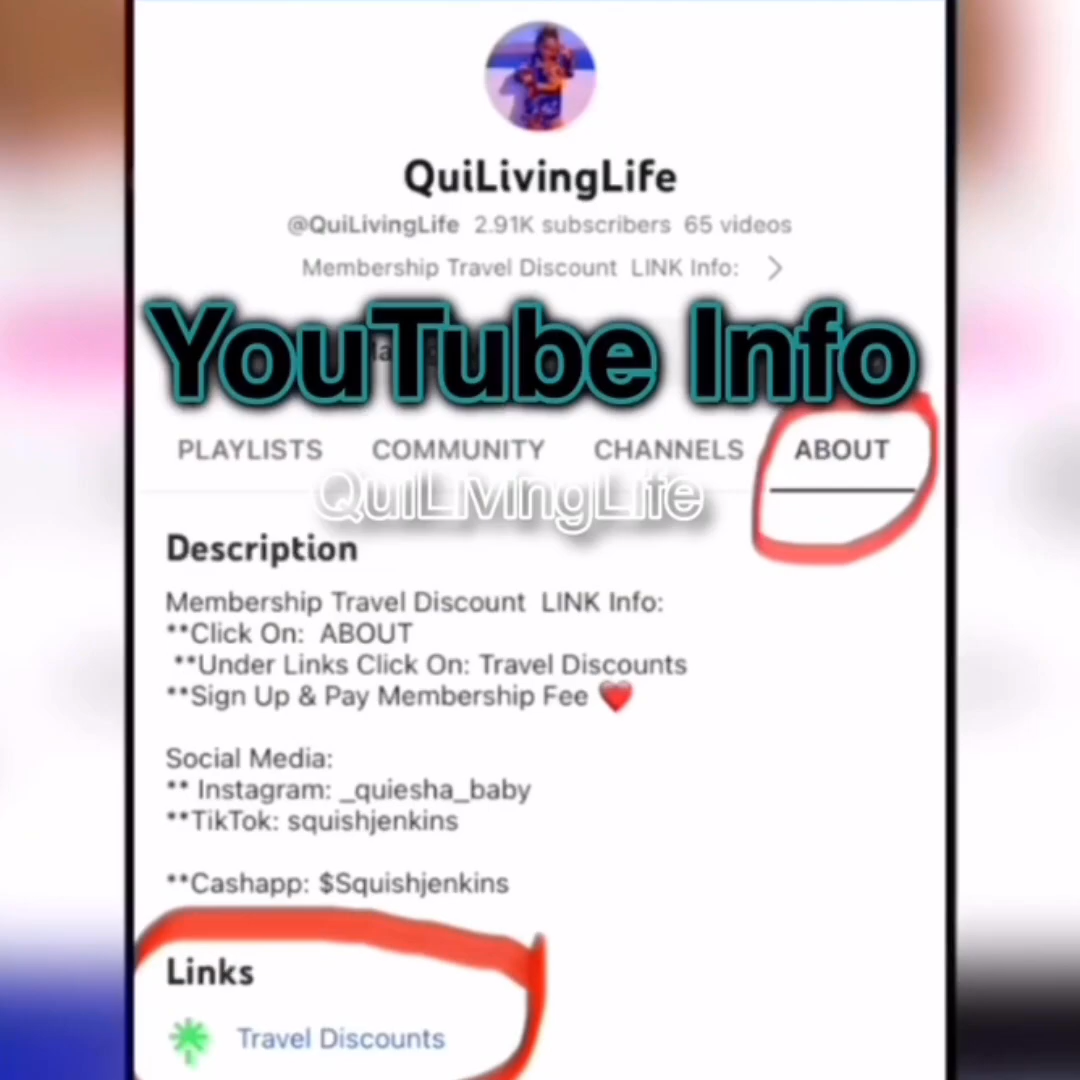 QuiLivingLife
@QuiLivingLife 2.91K subscribers 65 videos
Membership Travel Discount LINK Info: >
YouTube Info
PLAYLISTS COMMUNITY CHANNELS ABOUT
QuiLivingLife
Description
Membership Travel Discount LINK Info:
**Click On: ABOUT
**Under Links Click On: Travel Discounts
**Sign Up & Pay Membership Fee ❤️
Social Media:
** Instagram: _quiesha_baby
**TikTok: squishjenkins
**Cashapp: $Squishjenkins
Links
Travel Discounts